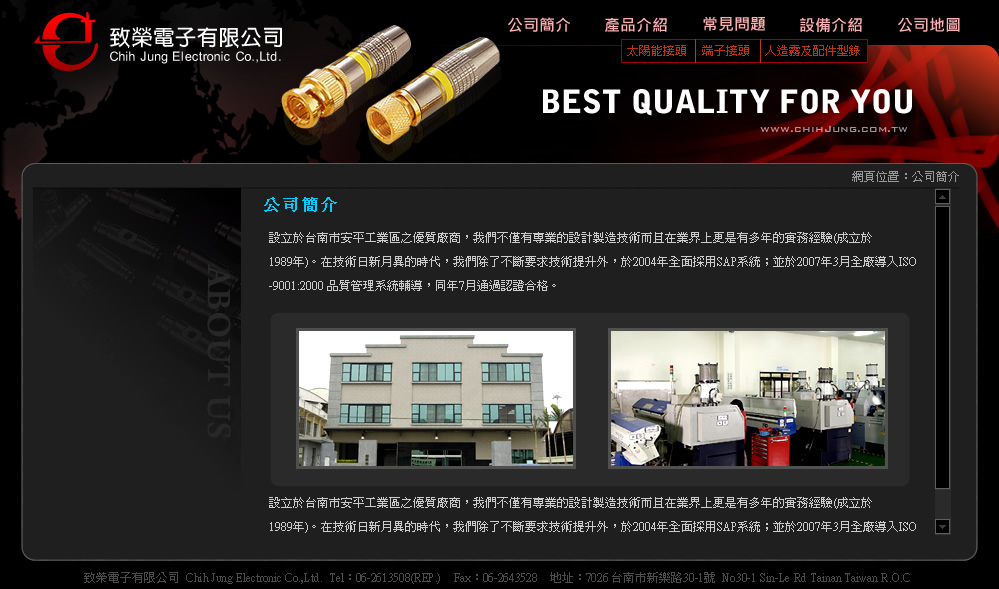 致榮電子有限公司
Chih Jung Electronic Co.,Ltd.
公司簡介 產品介紹 常見問題 設備介紹 公司地圖
太陽能接頭 端子接頭 人造霧及配件型錄
BEST QUALITY FOR YOU
WWW.CHIHJUNG.COM.TW
網頁位置：公司簡介
ABOUT US
公司簡介
設立於台南市安平工業區之優質廠商，我們不僅有專業的設計製造技術而且在業界上更是有多年的實務經驗(成立於
1989年)。在技術日新月異的時代，我們除了不斷要求技術提升外，於2004年全面採用SAP系統；並於2007年3月全廠導入ISO
-9001:2000 品質管理系統輔導，同年7月通過認證合格。
設立於台南市安平工業區之優質廠商，我們不僅有專業的設計製造技術而且在業界上更是有多年的實務經驗(成立於
1989年)。在技術日新月異的時代，我們除了不斷要求技術提升外，於2004年全面採用SAP系統；並於2007年3月全廠導入ISO
致榮電子有限公司 Chih Jung Electronic Co.,Ltd. Tel：06-2613508(REP.) Fax：06-2643528 地址：7026 台南市新樂路30-1號 No30-1 Sin-Le Rd Tainan Taiwan R.O.C